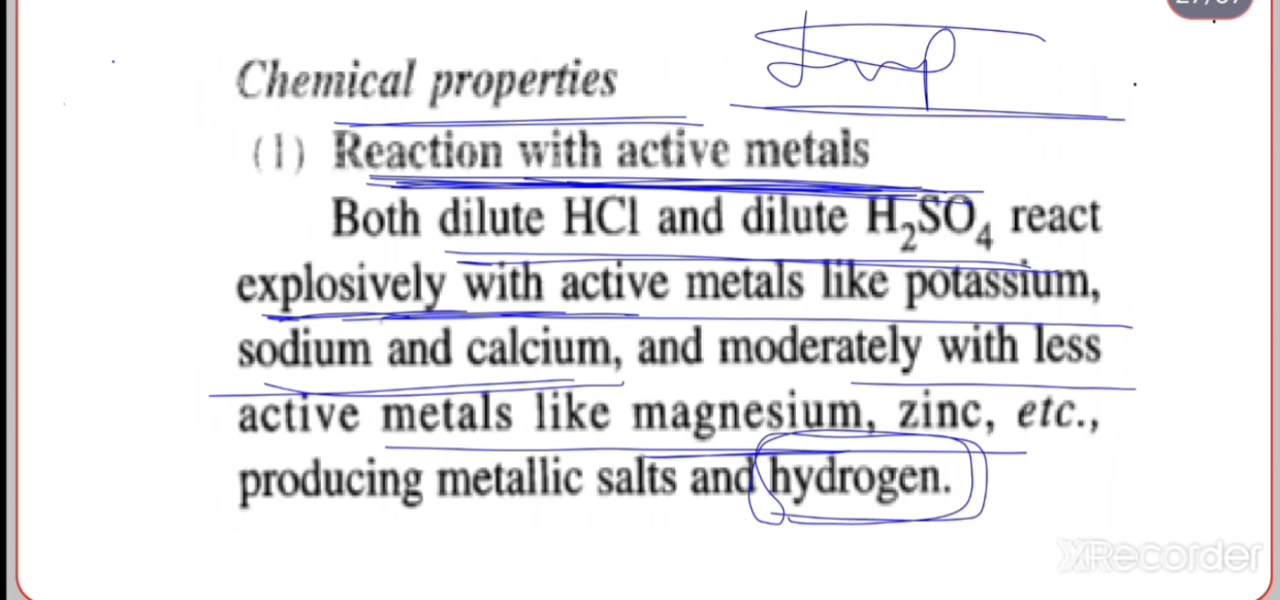 Imp
Chemical properties
(1) Reaction with active metals
Both dilute HCl and dilute H₂SO₄ react
explosively with active metals like potassium,
sodium and calcium, and moderately with less
active metals like magnesium, zinc, etc.,
producing metallic salts and hydrogen.
XRecorder